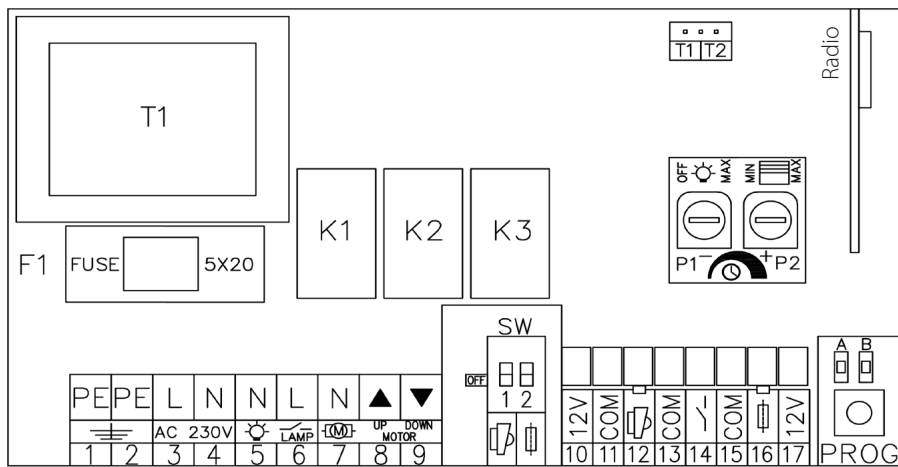 T1
T1 T2
Radio
OFF MAX MIN MAX
P1 − + P2
F1 FUSE 5X20
K1 K2 K3
SW
OFF
1 2
A B
PROG
PE PE L N N L N ▲ ▼
AC 230V LAMP M UP DOWN
MOTOR
1 2 3 4 5 6 7 8 9
12V COM COM COM 12V
10 11 12 13 14 15 16 17